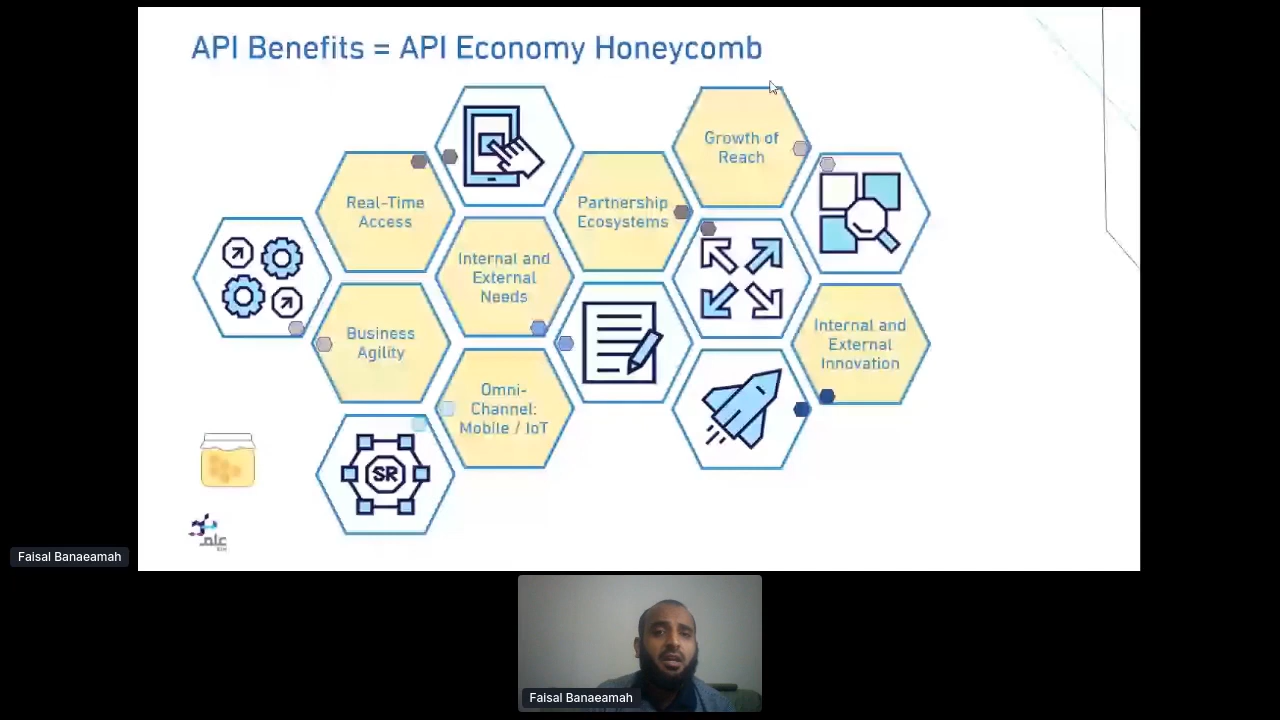 API Benefits = API Economy Honeycomb
Growth of
Reach
Real-Time
Access
Partnership
Ecosystems
Internal and
External
Needs
Business
Agility
Internal and
External
Innovation
Omni-
Channel:
Mobile / IoT
SR
علم
Faisal Banaeamah
Faisal Banaeamah